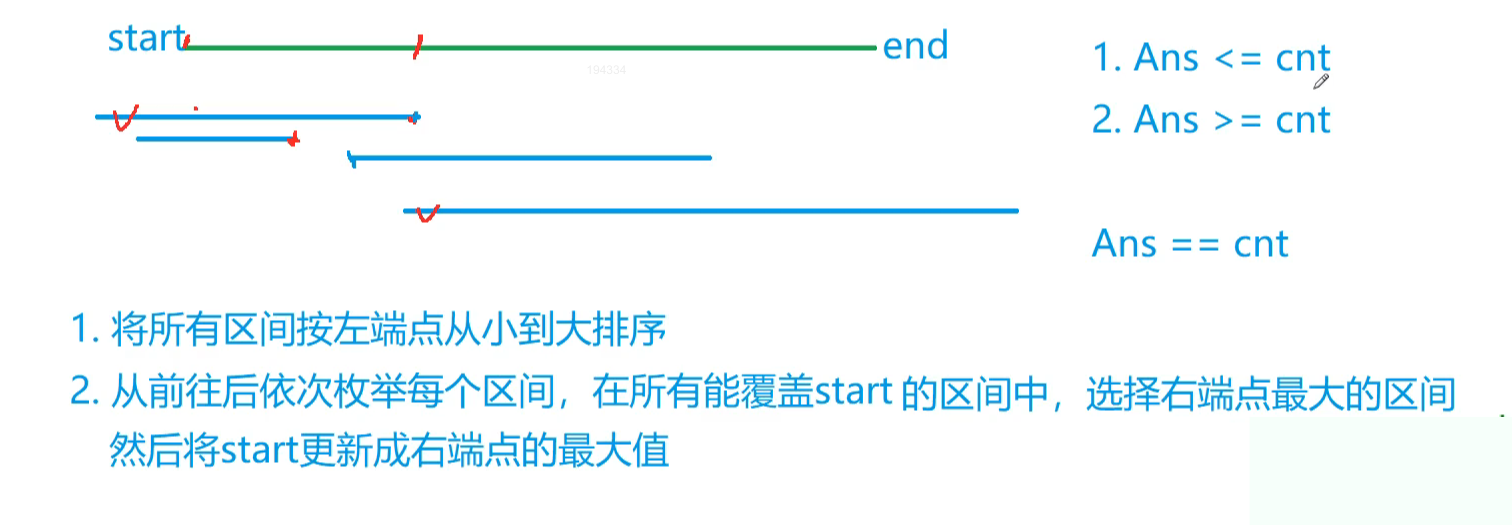 start
end
194334
1. Ans <= cnt
2. Ans >= cnt
Ans == cnt
1. 将所有区间按左端点从小到大排序
2. 从前往后依次枚举每个区间，在所有能覆盖start 的区间中，选择右端点最大的区间
然后将start更新成右端点的最大值